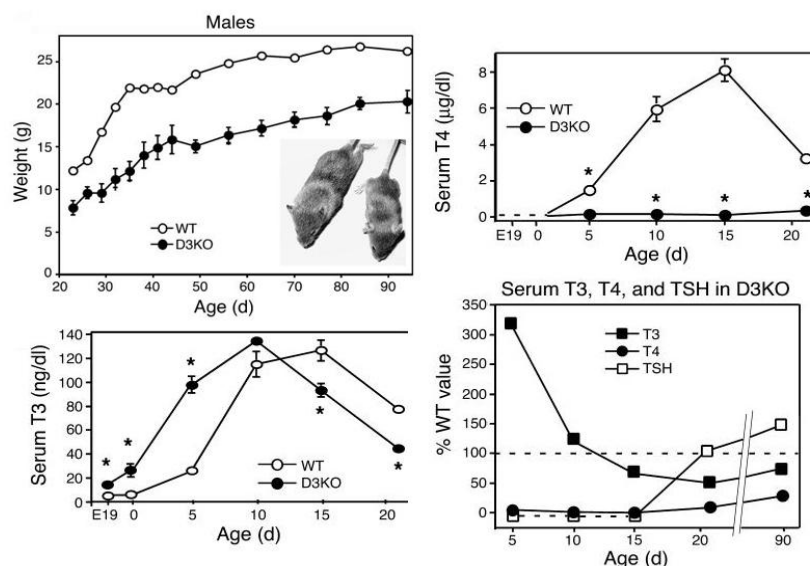 Males
Weight (g)
25
20
15
10
5
0
WT
D3KO
20 30 40 50 60 70 80 90
Age (d)
Serum T4 (µg/dl)
8
6
4
2
0
WT
D3KO
*
* * *
E19 0 5 10 15 20
Age (d)
Serum T3 (ng/dl)
140
120
100
80
60
40
20
0
*
*
*
*
*
WT
D3KO
E19 0 5 10 15 20
Age (d)
Serum T3, T4, and TSH in D3KO
% WT value
350
300
250
200
150
100
50
0
T3
T4
TSH
5 10 15 20 90
Age (d)